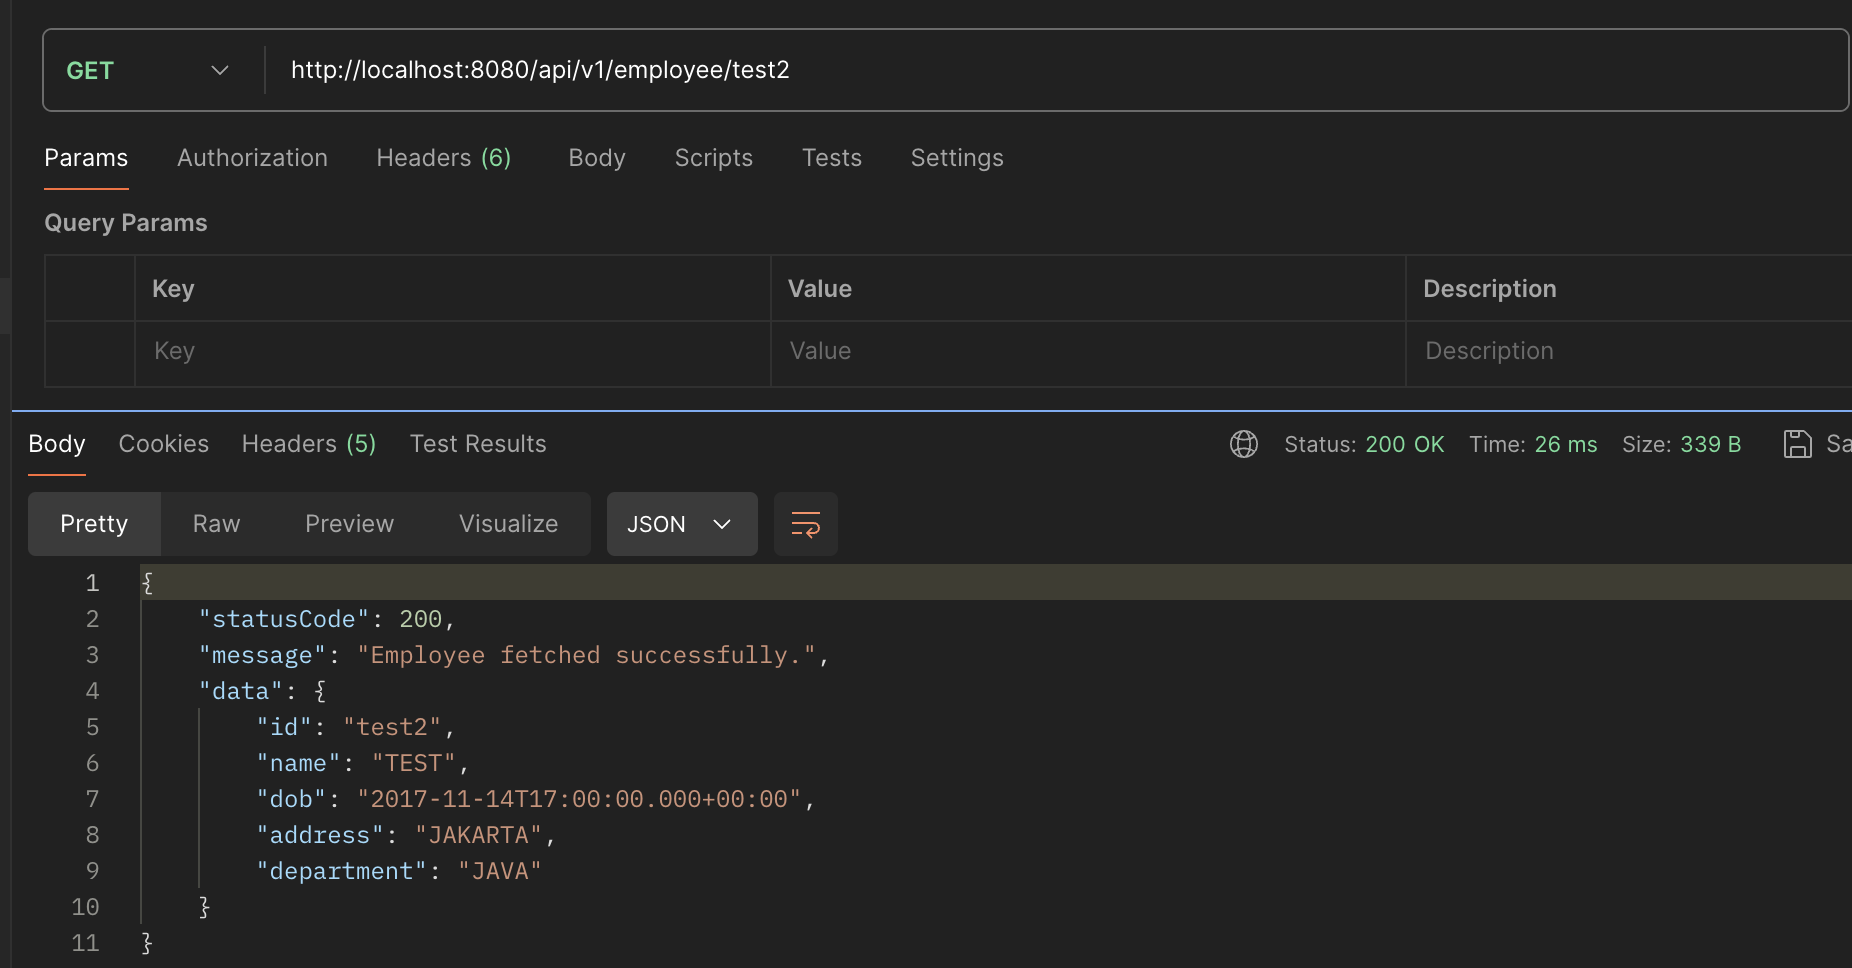 GET http://localhost:8080/api/v1/employee/test2
Params Authorization Headers (6) Body Scripts Tests Settings
Query Params
Key Value Description
Key Value Description
Body Cookies Headers (5) Test Results Status: 200 OK Time: 26 ms Size: 339 B Sa
Pretty Raw Preview Visualize JSON
1 {
2 "statusCode": 200,
3 "message": "Employee fetched successfully.",
4 "data": {
5 "id": "test2",
6 "name": "TEST",
7 "dob": "2017-11-14T17:00:00.000+00:00",
8 "address": "JAKARTA",
9 "department": "JAVA"
10 }
11 }